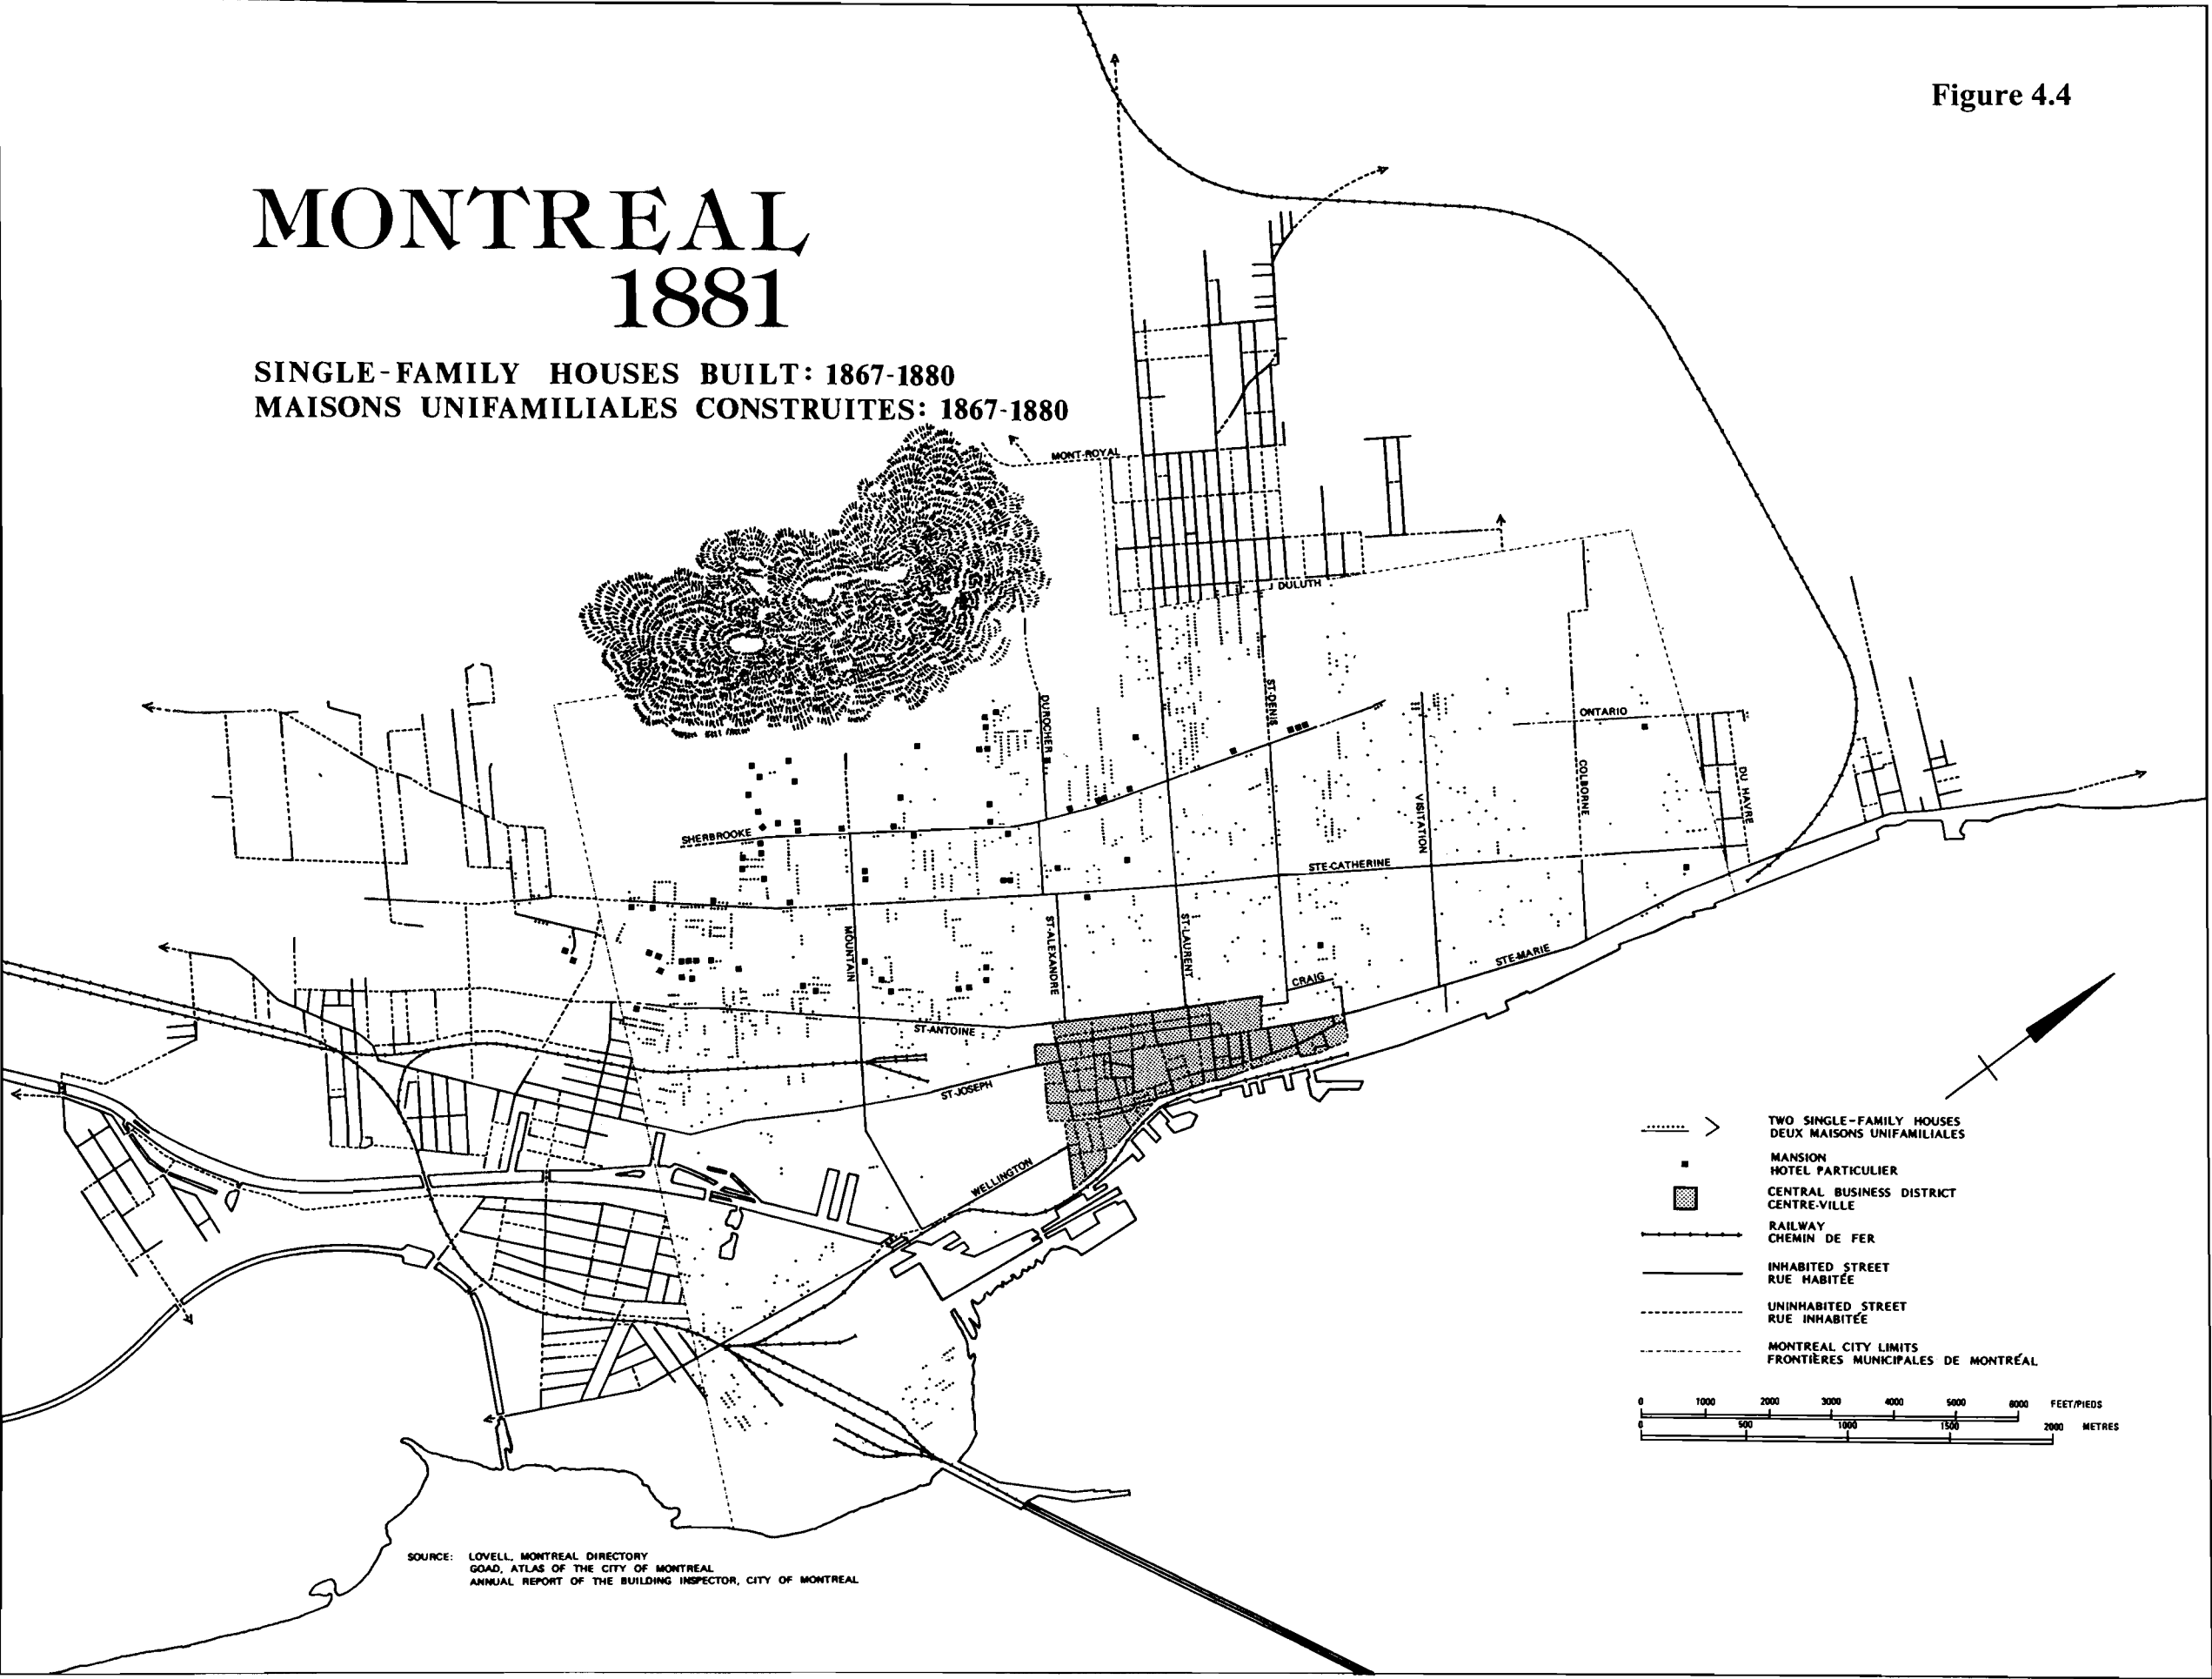 Figure 4.4
MONTREAL
1881
SINGLE-FAMILY HOUSES BUILT: 1867-1880
MAISONS UNIFAMILIALES CONSTRUITES: 1867-1880
MONT-ROYAL
DULUTH
DUROCHER
ST-DENIS
ONTARIO
SHERBROOKE
VISITATION
COLBORNE
DU HAVRE
STE-CATHERINE
MOUNTAIN
ST-ALEXANDRE
ST-LAURENT
STE-MARIE
CRAIG
ST-ANTOINE
ST-JOSEPH
WELLINGTON
TWO SINGLE-FAMILY HOUSES
DEUX MAISONS UNIFAMILIALES
MANSION
HOTEL PARTICULIER
CENTRAL BUSINESS DISTRICT
CENTRE-VILLE
RAILWAY
CHEMIN DE FER
INHABITED STREET
RUE HABITÉE
UNINHABITED STREET
RUE INHABITÉE
MONTREAL CITY LIMITS
FRONTIÈRES MUNICIPALES DE MONTRÉAL
0 1000 2000 3000 4000 5000 6000 FEET/PIEDS
0 500 1000 1500 2000 METRES
SOURCE: LOVELL, MONTREAL DIRECTORY
GOAD, ATLAS OF THE CITY OF MONTREAL
ANNUAL REPORT OF THE BUILDING INSPECTOR, CITY OF MONTREAL